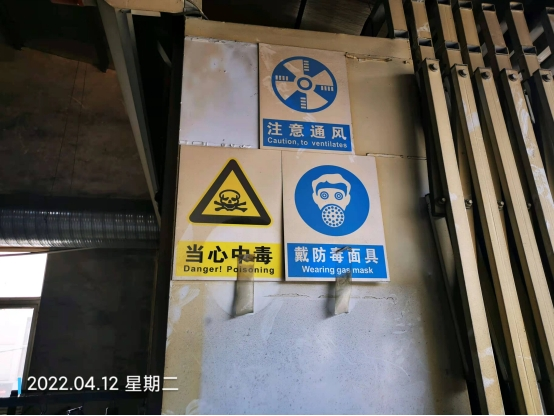 注意通风
Caution, to ventilates
当心中毒
Danger! Poisoning
戴防毒面具
Wearing gas mask
2022.04.12 星期二